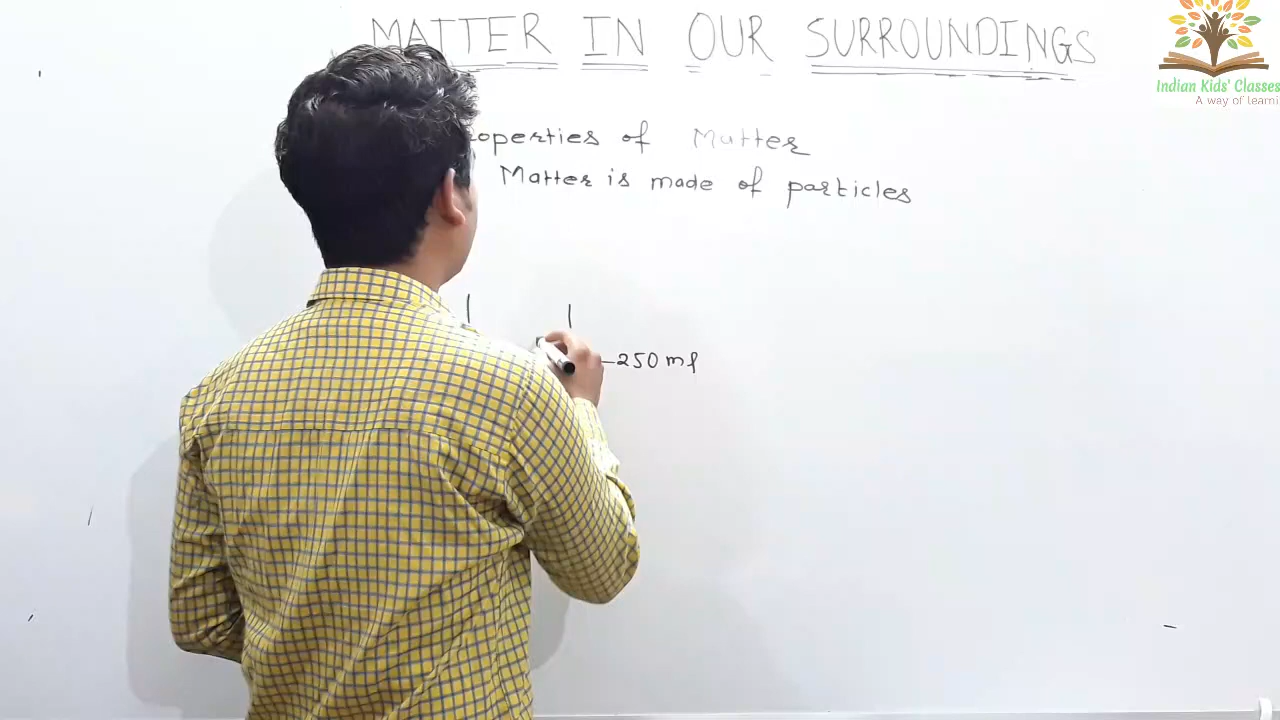 MATTER IN OUR SURROUNDINGS
Indian Kids' Classes
A way of learni
roperties of Matter
Matter is made of particles
250 ml